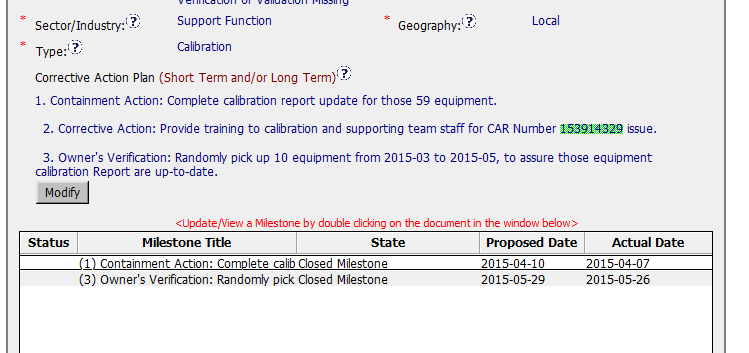 Verification or Validation Missing
* Sector/Industry: ? Support Function * Geography: ? Local
* Type: ? Calibration
Corrective Action Plan (Short Term and/or Long Term) ?
1. Containment Action: Complete calibration report update for those 59 equipment.
2. Corrective Action: Provide training to calibration and supporting team staff for CAR Number 153914329 issue.
3. Owner's Verification: Randomly pick up 10 equipment from 2015-03 to 2015-05, to assure those equipment
calibration Report are up-to-date.
Modify
<Update/View a Milestone by double clicking on the document in the window below>
Status Milestone Title State Proposed Date Actual Date
(1) Containment Action: Complete calib Closed Milestone 2015-04-10 2015-04-07
(3) Owner's Verification: Randomly pick Closed Milestone 2015-05-29 2015-05-26